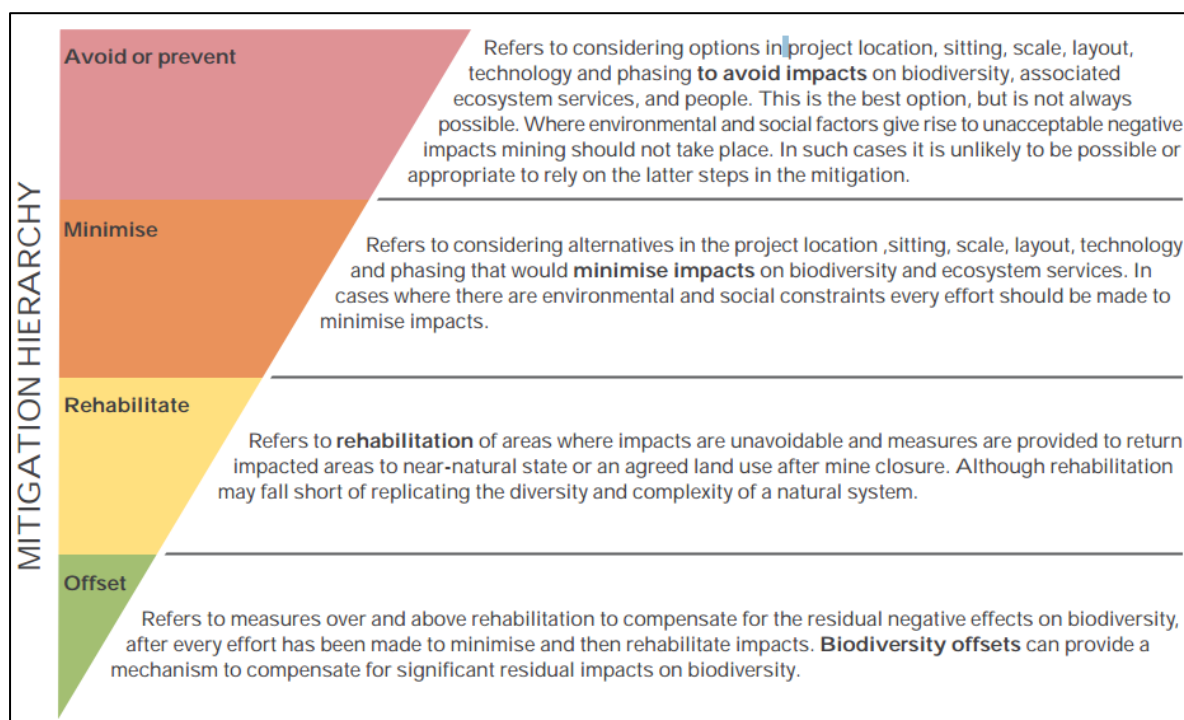 MITIGATION HIERARCHY
Avoid or prevent
Refers to considering options in project location, sitting, scale, layout,
technology and phasing to avoid impacts on biodiversity, associated
ecosystem services, and people. This is the best option, but is not always
possible. Where environmental and social factors give rise to unacceptable negative
impacts mining should not take place. In such cases it is unlikely to be possible or
appropriate to rely on the latter steps in the mitigation.
Minimise
Refers to considering alternatives in the project location ,sitting, scale, layout, technology
and phasing that would minimise impacts on biodiversity and ecosystem services. In
cases where there are environmental and social constraints every effort should be made to
minimise impacts.
Rehabilitate
Refers to rehabilitation of areas where impacts are unavoidable and measures are provided to return
impacted areas to near-natural state or an agreed land use after mine closure. Although rehabilitation
may fall short of replicating the diversity and complexity of a natural system.
Offset
Refers to measures over and above rehabilitation to compensate for the residual negative effects on biodiversity,
after every effort has been made to minimise and then rehabilitate impacts. Biodiversity offsets can provide a
mechanism to compensate for significant residual impacts on biodiversity.